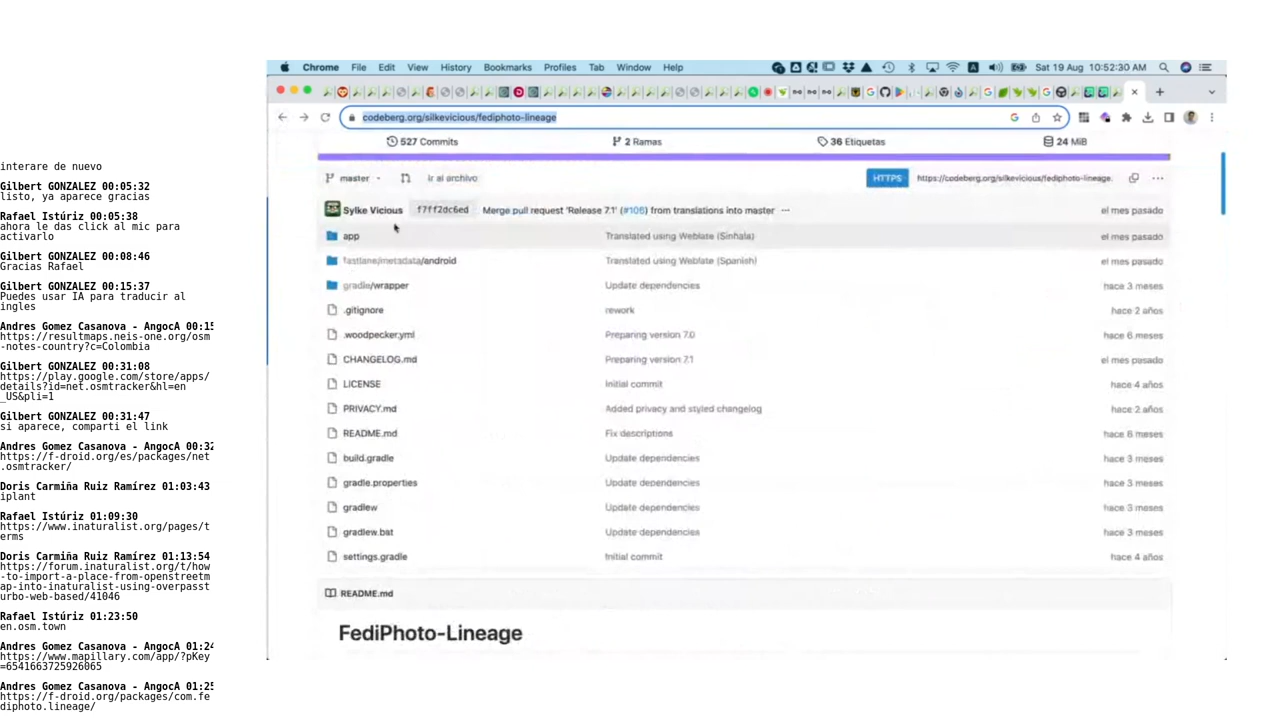 interare de nuevo
Gilbert GONZALEZ 00:05:32
listo, ya aparece gracias
Rafael Istúriz 00:05:38
ahora le das click al mic para
activarlo
Gilbert GONZALEZ 00:08:46
Gracias Rafael
Gilbert GONZALEZ 00:15:37
Puedes usar IA para traducir al
ingles
Andres Gomez Casanova - AngocA 00:15
https://resultmaps.neis-one.org/osm
-notes-country?c=Colombia
Gilbert GONZALEZ 00:31:08
https://play.google.com/store/apps/
details?id=net.osmtracker&hl=en
_US&pli=1
Gilbert GONZALEZ 00:31:47
si aparece, comparti el link
Andres Gomez Casanova - AngocA 00:32
https://f-droid.org/es/packages/net
.osmtracker/
Doris Carmiña Ruiz Ramírez 01:03:43
iplant
Rafael Istúriz 01:09:30
https://www.inaturalist.org/pages/t
erms
Doris Carmiña Ruiz Ramírez 01:13:54
https://forum.inaturalist.org/t/how
-to-import-a-place-from-openstreetm
ap-into-inaturalist-using-overpasst
urbo-web-based/41046
Rafael Istúriz 01:23:50
en.osm.town
Andres Gomez Casanova - AngocA 01:24
https://www.mapillary.com/app/?pKey
=6541663725926065
Andres Gomez Casanova - AngocA 01:25
https://f-droid.org/packages/com.fe
diphoto.lineage/
Chrome File Edit View History Bookmarks Profiles Tab Window Help Sat 19 Aug 10:52:30 AM
codeberg.org/silkevicious/fediphoto-lineage
527 Commits 2 Ramas 36 Etiquetas 24 MiB
master Ir al archivo HTTPS https://codeberg.org/silkevicious/fediphoto-lineage.
Sylke Vicious f7ff2dc6ed Merge pull request 'Release 7.1' (#106) from translations into master ··· el mes pasado
app Translated using Weblate (Sinhala) el mes pasado
fastlane/metadata/android Translated using Weblate (Spanish) el mes pasado
gradle/wrapper Update dependencies hace 3 meses
.gitignore rework hace 2 años
.woodpecker.yml Preparing version 7.0 hace 6 meses
CHANGELOG.md Preparing version 7.1 el mes pasado
LICENSE Initial commit hace 4 años
PRIVACY.md Added privacy and styled changelog hace 2 años
README.md Fix descriptions hace 6 meses
build.gradle Update dependencies hace 3 meses
gradle.properties Update dependencies hace 3 meses
gradlew Update dependencies hace 3 meses
gradlew.bat Update dependencies hace 3 meses
settings.gradle Initial commit hace 4 años
README.md
FediPhoto-Lineage